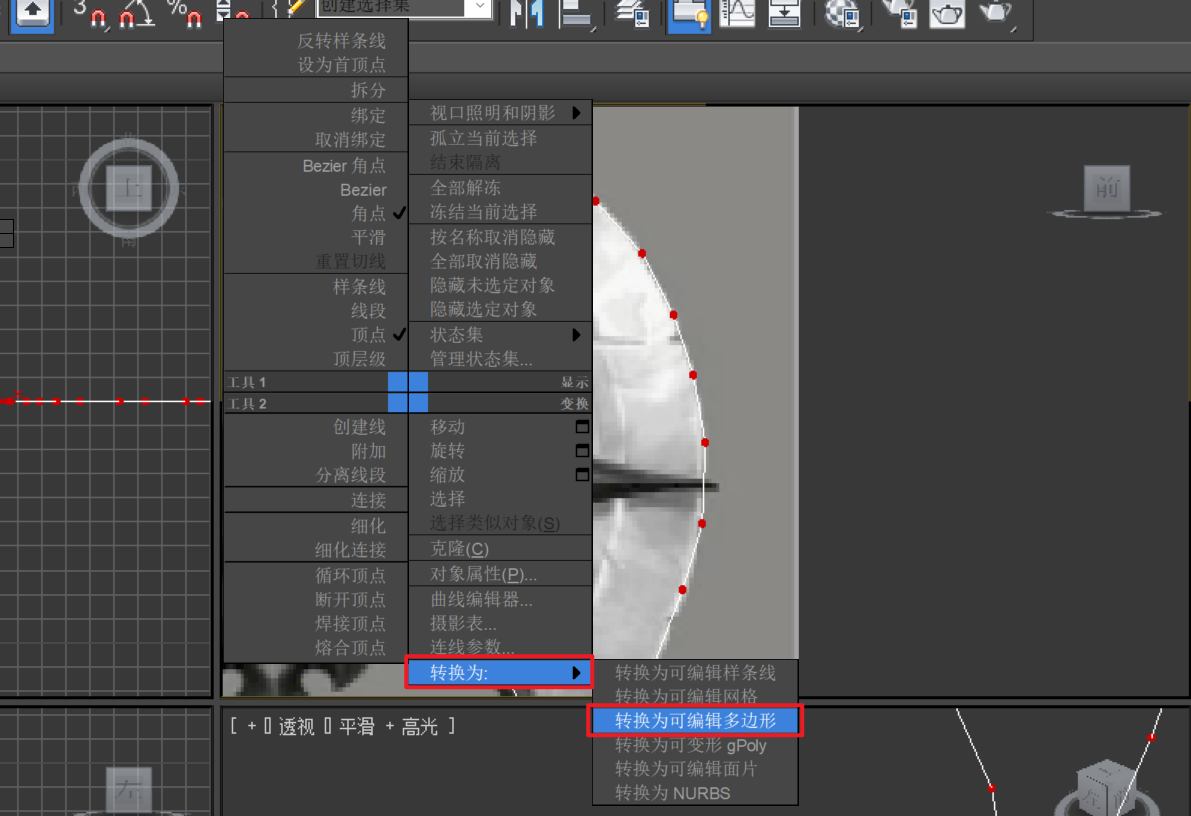 3
%
创建选择集
反转样条线
设为首顶点
拆分
绑定
取消绑定
Bezier 角点
Bezier
角点
平滑
重置切线
样条线
线段
顶点
顶层级
工具 1
工具 2
创建线
附加
分离线段
连接
细化
细化连接
循环顶点
断开顶点
焊接顶点
熔合顶点
视口照明和阴影
孤立当前选择
结束隔离
全部解冻
冻结当前选择
按名称取消隐藏
全部取消隐藏
隐藏未选定对象
隐藏选定对象
状态集
管理状态集...
显示
变换
移动
旋转
缩放
选择
选择类似对象(S)
克隆(C)
对象属性(P)...
曲线编辑器...
摄影表...
连线参数...
转换为:
转换为可编辑样条线
转换为可编辑网格
转换为可编辑多边形
转换为可变形 gPoly
转换为可编辑面片
转换为 NURBS
上
南
前
左
[ + ▯ 透视 ▯ 平滑 + 高光 ]
左
前